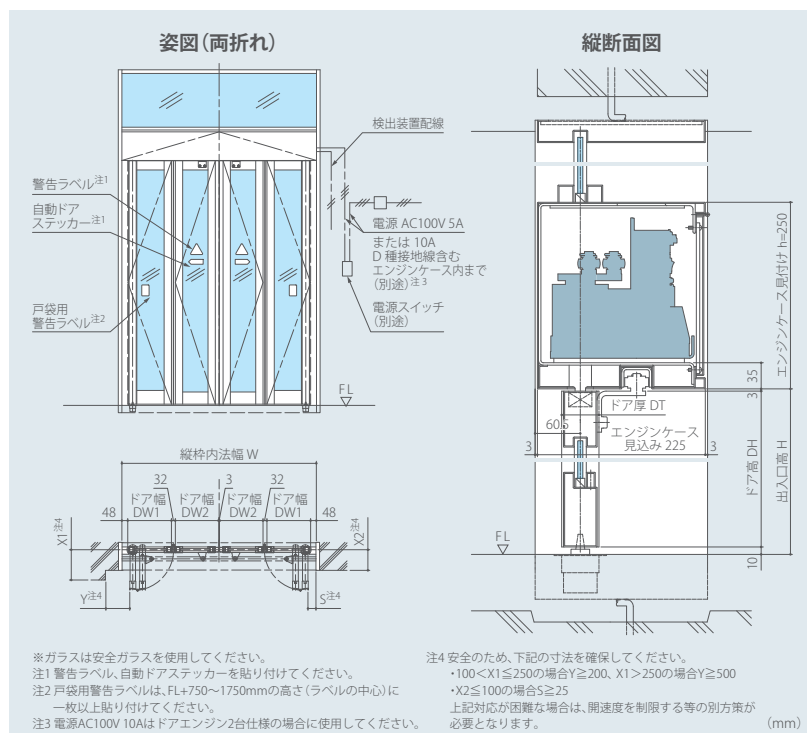 姿図(両折れ)
検出装置配線
警告ラベル注1
自動ドア
ステッカー注1
電源 AC100V 5A
または 10A
D 種接地線含む
エンジンケース内まで
(別途)注3
電源スイッチ
(別途)
戸袋用
警告ラベル注2
FL
縦枠内法幅 W
32
3
32
48
ドア幅
DW1
ドア幅
DW2
ドア幅
DW2
ドア幅
DW1
48
X1注4
X2注4
Y注4
S注4
縦断面図
エンジンケース見付け h=250
35
3
ドア厚 DT
60.5
エンジンケース
見込み 225
3
3
ドア高 DH
出入口高 H
FL
10
※ガラスは安全ガラスを使用してください。
注1 警告ラベル、自動ドアステッカーを貼り付けてください。
注2 戸袋用警告ラベルは、FL+750〜1750mmの高さ(ラベルの中心)に
一枚以上貼り付けてください。
注3 電源AC100V 10Aはドアエンジン2台仕様の場合に使用してください。
注4 安全のため、下記の寸法を確保してください。
・100<X1≦250の場合Y≧200、X1>250の場合Y≧500
・X2≦100の場合S≧25
上記対応が困難な場合は、開速度を制限する等の別方策が
必要となります。
(mm)